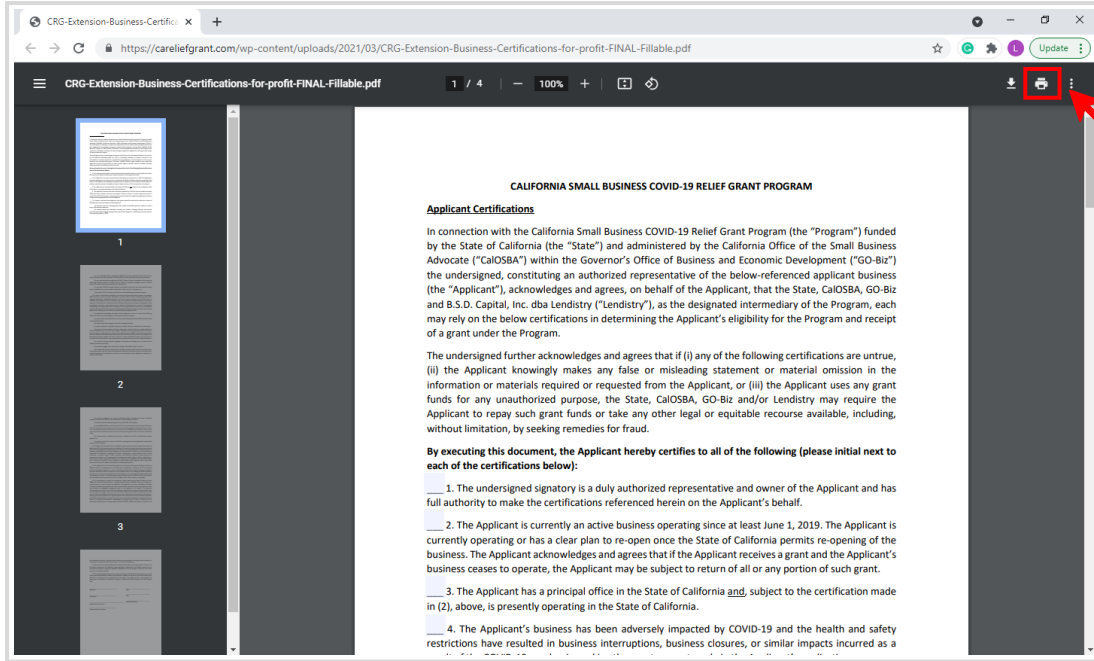 CRG-Extension-Business-Certific
https://careliefgrant.com/wp-content/uploads/2021/03/CRG-Extension-Business-Certifications-for-profit-FINAL-Fillable.pdf
L
Update
CRG-Extension-Business-Certifications-for-profit-FINAL-Fillable.pdf
1 / 4
100%
1
2
3
CALIFORNIA SMALL BUSINESS COVID-19 RELIEF GRANT PROGRAM
Applicant Certifications
In connection with the California Small Business COVID-19 Relief Grant Program (the “Program”) funded
by the State of California (the “State”) and administered by the California Office of the Small Business
Advocate (“CalOSBA”) within the Governor’s Office of Business and Economic Development (“GO-Biz”)
the undersigned, constituting an authorized representative of the below-referenced applicant business
(the “Applicant”), acknowledges and agrees, on behalf of the Applicant, that the State, CalOSBA, GO-Biz
and B.S.D. Capital, Inc. dba Lendistry (“Lendistry”), as the designated intermediary of the Program, each
may rely on the below certifications in determining the Applicant’s eligibility for the Program and receipt
of a grant under the Program.
The undersigned further acknowledges and agrees that if (i) any of the following certifications are untrue,
(ii) the Applicant knowingly makes any false or misleading statement or material omission in the
information or materials required or requested from the Applicant, or (iii) the Applicant uses any grant
funds for any unauthorized purpose, the State, CalOSBA, GO-Biz and/or Lendistry may require the
Applicant to repay such grant funds or take any other legal or equitable recourse available, including,
without limitation, by seeking remedies for fraud.
By executing this document, the Applicant hereby certifies to all of the following (please initial next to
each of the certifications below):
___ 1. The undersigned signatory is a duly authorized representative and owner of the Applicant and has
full authority to make the certifications referenced herein on the Applicant’s behalf.
___ 2. The Applicant is currently an active business operating since at least June 1, 2019. The Applicant is
currently operating or has a clear plan to re-open once the State of California permits re-opening of the
business. The Applicant acknowledges and agrees that if the Applicant receives a grant and the Applicant’s
business ceases to operate, the Applicant may be subject to return of all or any portion of such grant.
___ 3. The Applicant has a principal office in the State of California and, subject to the certification made
in (2), above, is presently operating in the State of California.
___ 4. The Applicant’s business has been adversely impacted by COVID-19 and the health and safety
restrictions have resulted in business interruptions, business closures, or similar impacts incurred as a